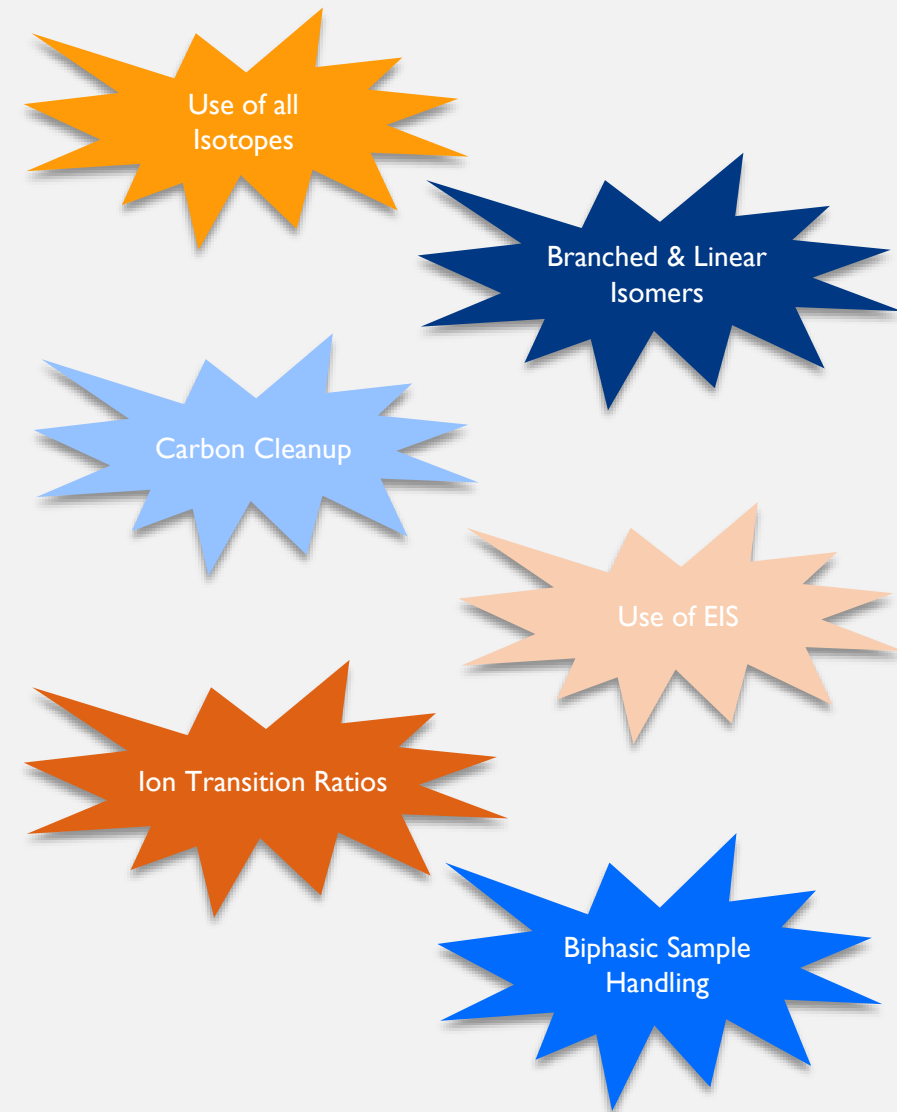 Use of all
Isotopes
Branched & Linear
Isomers
Carbon Cleanup
Use of EIS
Ion Transition Ratios
Biphasic Sample
Handling